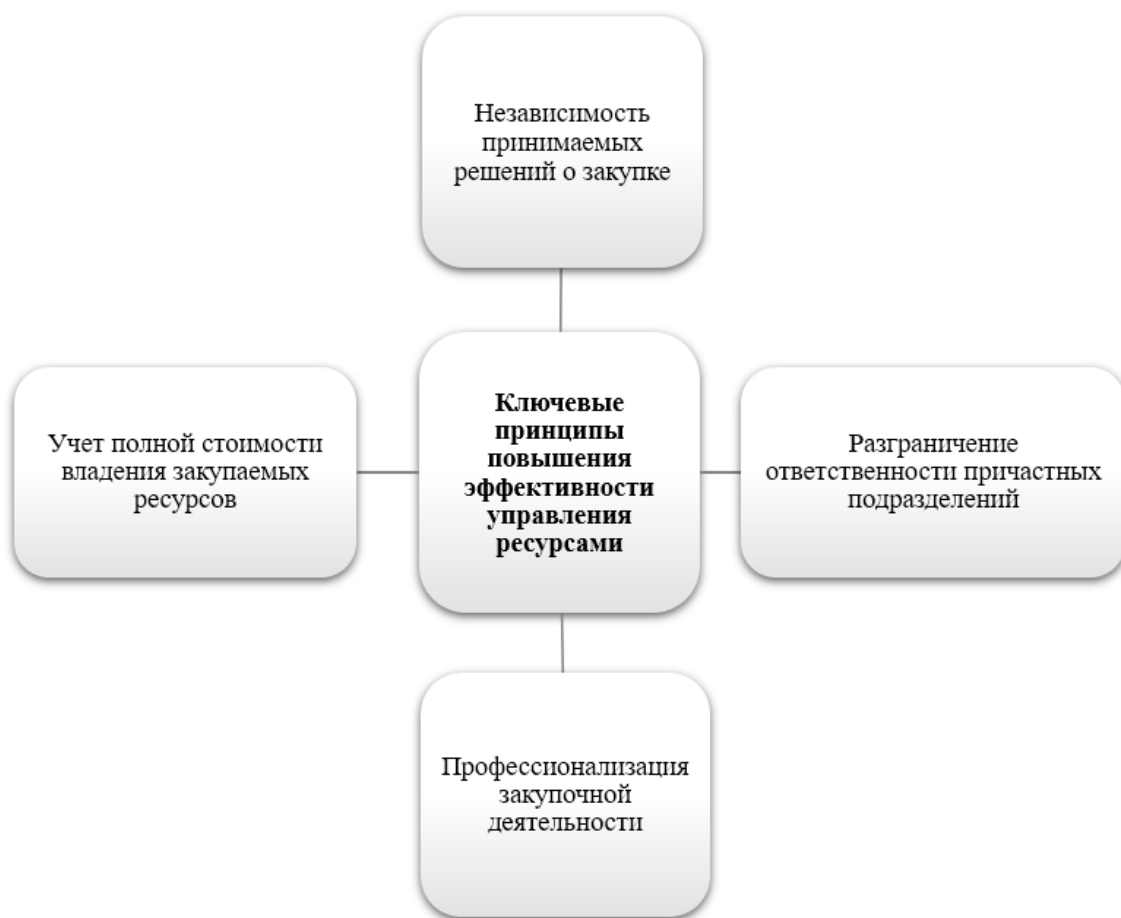 Независимость
принимаемых
решений о закупке
Учет полной стоимости
владения закупаемых
ресурсов
Ключевые
принципы
повышения
эффективности
управления
ресурсами
Разграничение
ответственности причастных
подразделений
Профессионализация
закупочной
деятельности